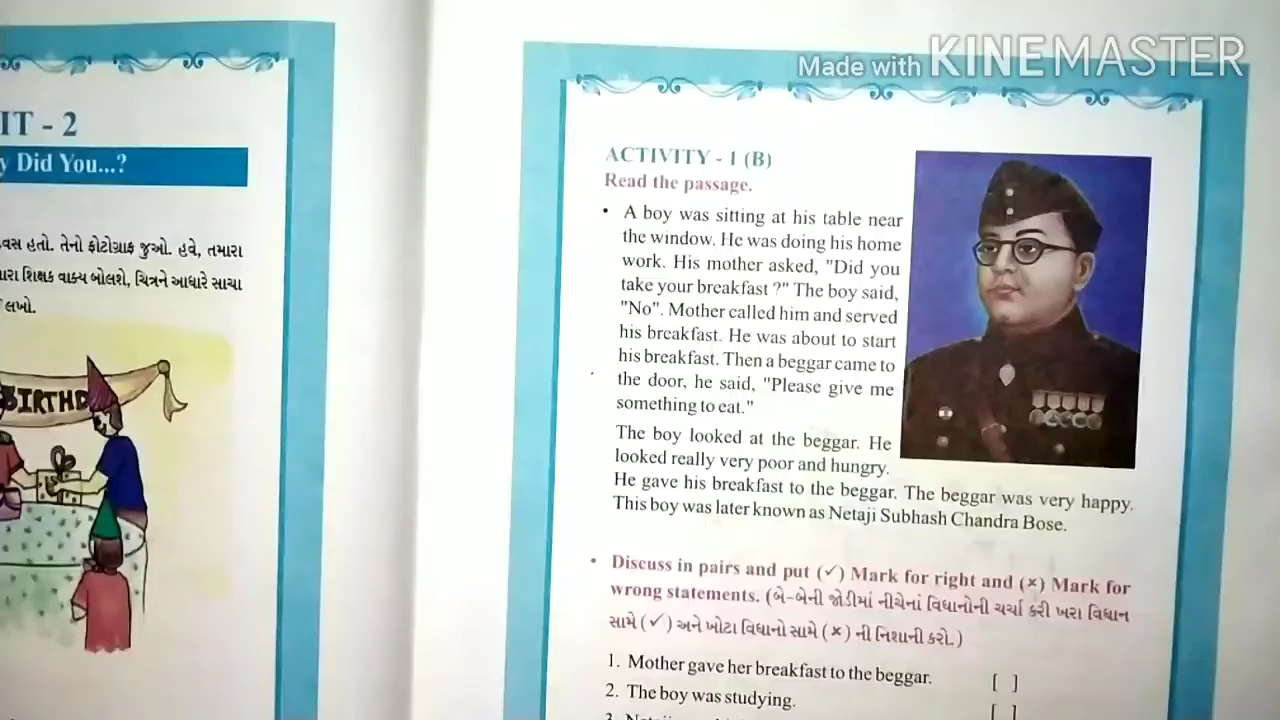 Made with KINEMASTER
IT - 2
y Did You...?
વસ હતો. તેનો ફોટોગ્રાફ જુઓ. હવે, તમારા
મારા શિક્ષક વાક્ય બોલશે, ચિત્રને આધારે સાચા
લખો.
BIRTHD
ACTIVITY - 1 (B)
Read the passage.
• A boy was sitting at his table near
the window. He was doing his home
work. His mother asked, "Did you
take your breakfast ?" The boy said,
"No". Mother called him and served
his breakfast. He was about to start
his breakfast. Then a beggar came to
the door, he said, "Please give me
something to eat."
The boy looked at the beggar. He
looked really very poor and hungry.
He gave his breakfast to the beggar. The beggar was very happy.
This boy was later known as Netaji Subhash Chandra Bose.
• Discuss in pairs and put (✓) Mark for right and (×) Mark for
wrong statements. (બે-બેની જોડીમાં નીચેનાં વિધાનોની ચર્ચા કરી ખરા વિધાન
સામે (✓) અને ખોટા વિધાનો સામે (×) ની નિશાની કરો.)
1. Mother gave her breakfast to the beggar. [ ]
2. The boy was studying. [ ]